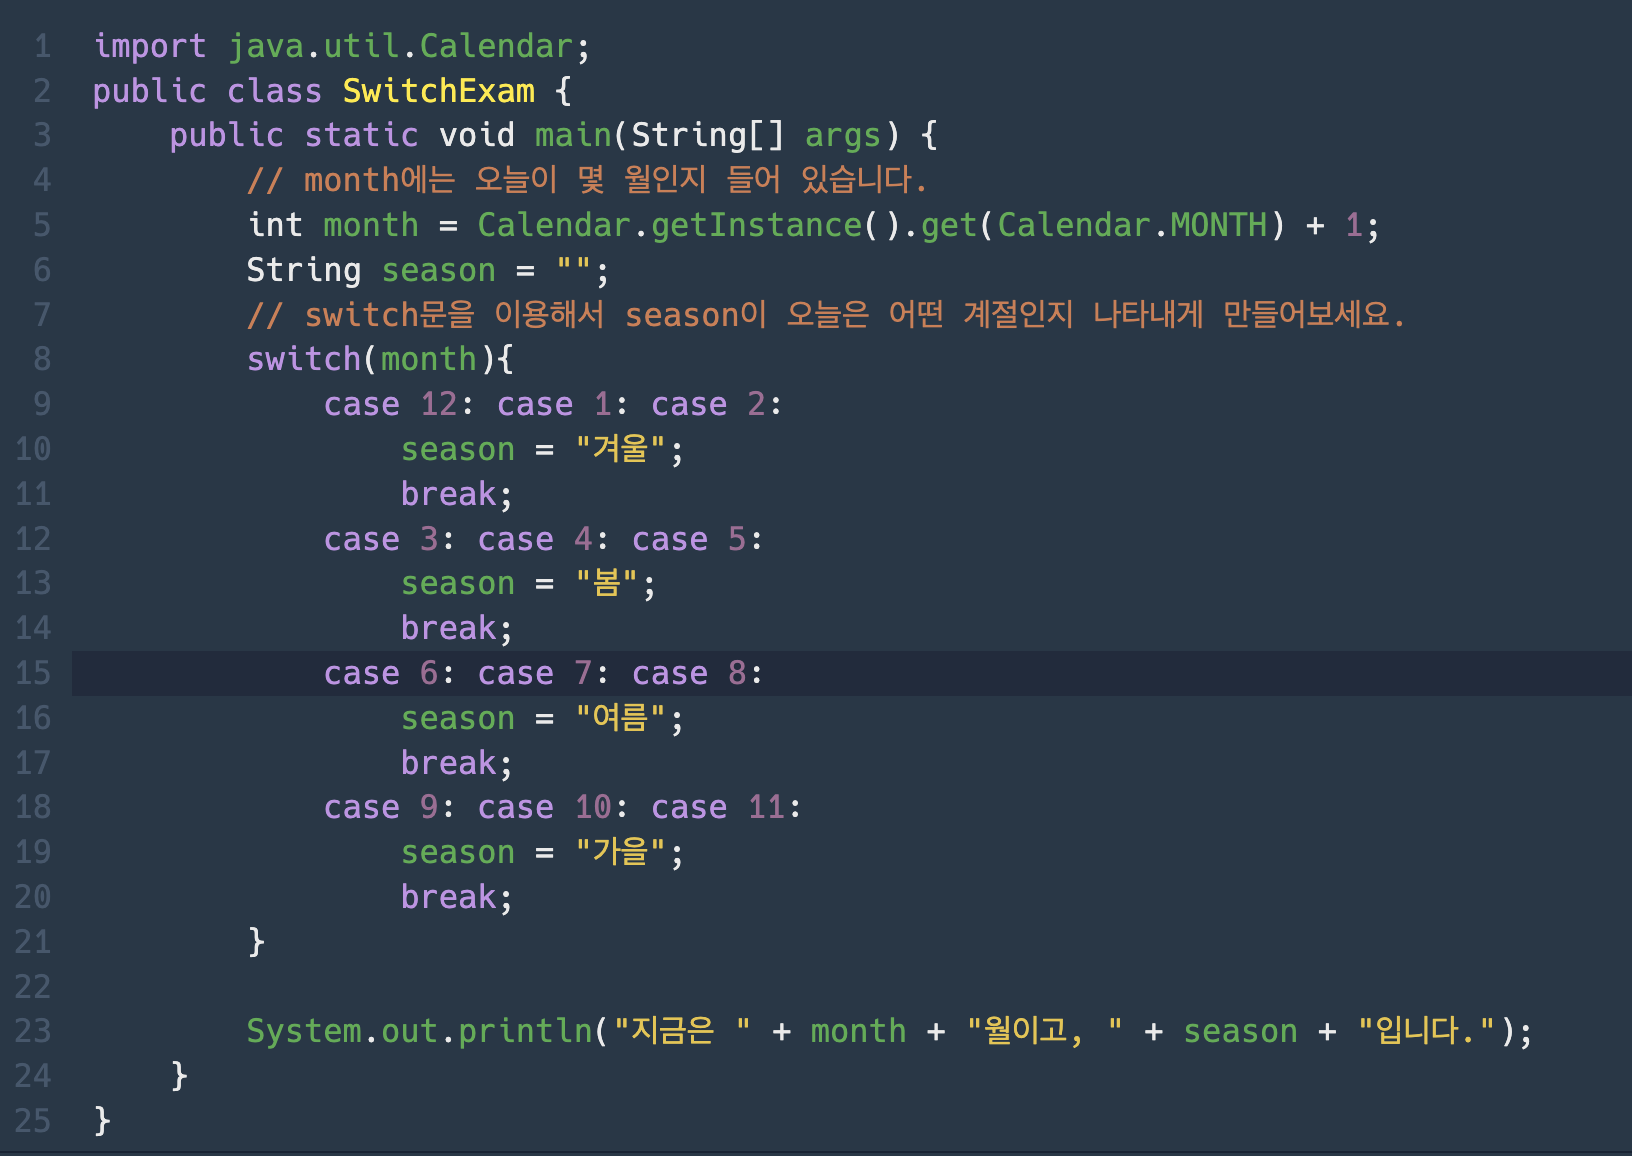 1 import java.util.Calendar;
2 public class SwitchExam {
3     public static void main(String[] args) {
4         // month에는 오늘이 몇 월인지 들어 있습니다.
5         int month = Calendar.getInstance().get(Calendar.MONTH) + 1;
6         String season = "";
7         // switch문을 이용해서 season이 오늘은 어떤 계절인지 나타내게 만들어보세요.
8         switch(month){
9             case 12: case 1: case 2:
10                 season = "겨울";
11                 break;
12             case 3: case 4: case 5:
13                 season = "봄";
14                 break;
15             case 6: case 7: case 8:
16                 season = "여름";
17                 break;
18             case 9: case 10: case 11:
19                 season = "가을";
20                 break;
21         }
22
23         System.out.println("지금은 " + month + "월이고, " + season + "입니다.");
24     }
25 }